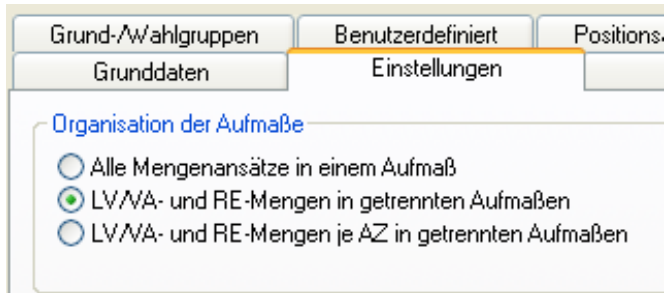 Grund-/Wahlgruppen Benutzerdefiniert
Grunddaten Einstellungen
Organisation der Aufmaße
Alle Mengenansätze in einem Aufmaß
LV/VA- und RE-Mengen in getrennten Aufmaßen
LV/VA- und RE-Mengen je AZ in getrennten Aufmaßen